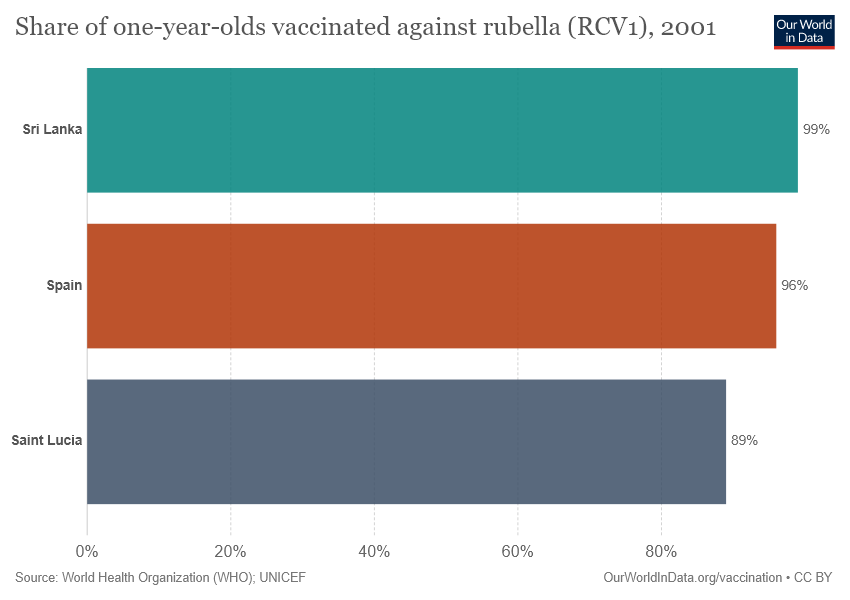 Share of one-year-olds vaccinated against rubella (RCV1), 2001
Our World
in Data
Sri Lanka
99%
Spain
96%
Saint Lucia
89%
0%
20%
40%
60%
80%
Source: World Health Organization (WHO); UNICEF
OurWorldInData.org/vaccination • CC BY